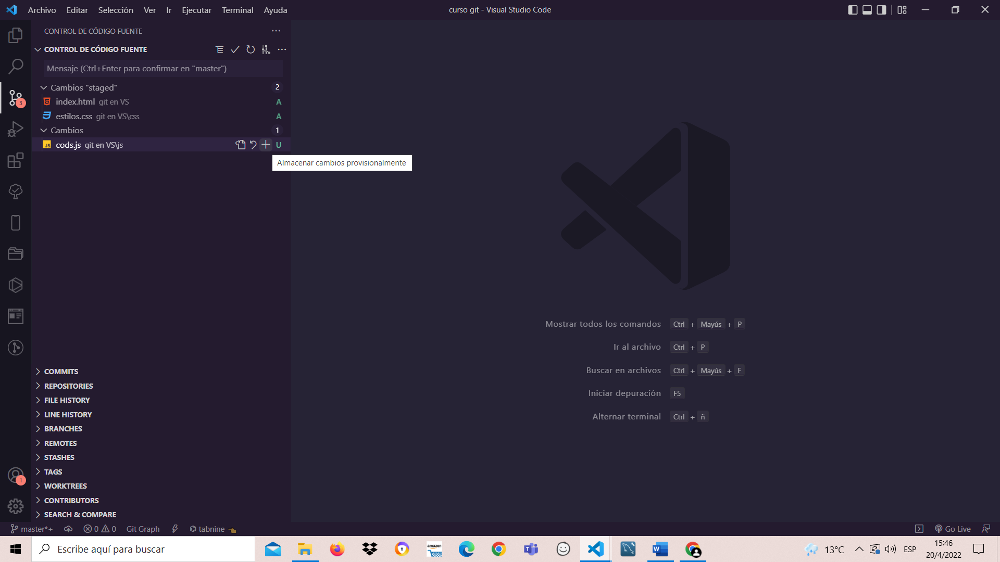 Archivo Editar Selección Ver Ir Ejecutar Terminal Ayuda
curso git - Visual Studio Code
CONTROL DE CÓDIGO FUENTE
CONTROL DE CÓDIGO FUENTE
Mensaje (Ctrl+Enter para confirmar en "master")
Cambios "staged" 2
index.html git en VS A
estilos.css git en VS\css A
Cambios 1
JS cods.js git en VS\js U
Almacenar cambios provisionalmente
3
Mostrar todos los comandos Ctrl + Mayús + P
Ir al archivo Ctrl + P
Buscar en archivos Ctrl + Mayús + F
Iniciar depuración F5
Alternar terminal Ctrl + ñ
COMMITS
REPOSITORIES
FILE HISTORY
LINE HISTORY
BRANCHES
REMOTES
STASHES
TAGS
WORKTREES
CONTRIBUTORS
SEARCH & COMPARE
1
master*+ 0 0 Git Graph tabnine Go Live
Escribe aquí para buscar
amazon
13°C ESP
15:46
20/4/2022